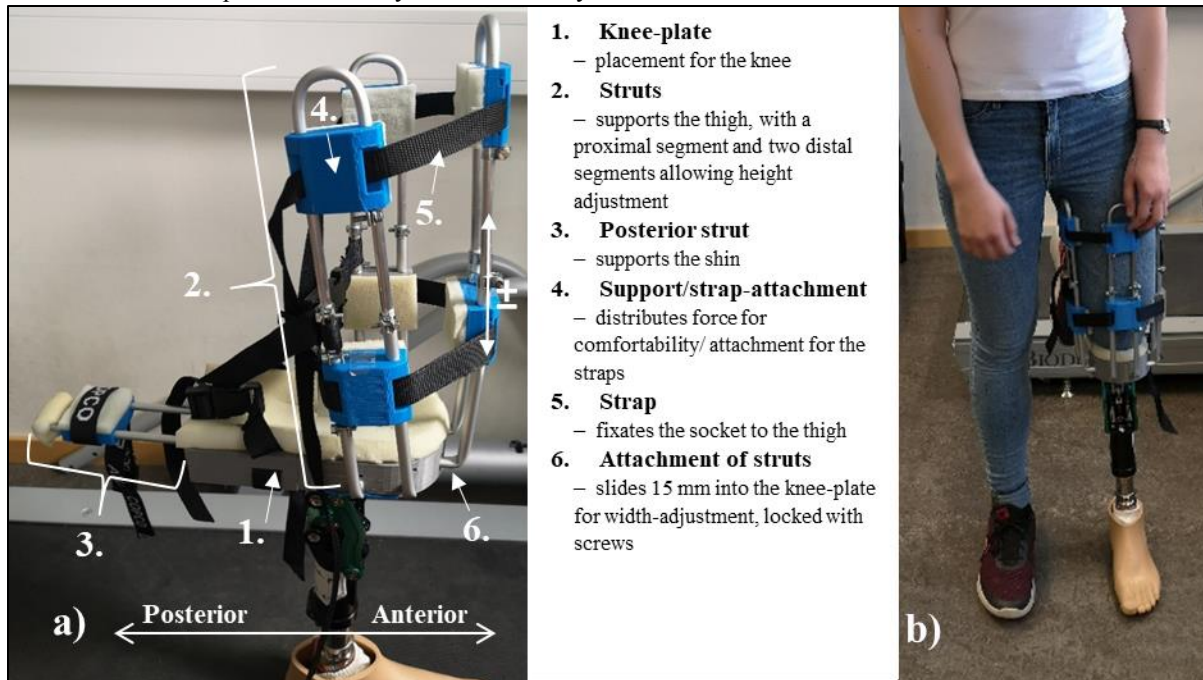 4.
5.
2.
±
3.
1.
6.
Posterior Anterior
a)
1. Knee-plate
– placement for the knee
2. Struts
– supports the thigh, with a
proximal segment and two distal
segments allowing height
adjustment
3. Posterior strut
– supports the shin
4. Support/strap-attachment
– distributes force for
comfortability/ attachment for the
straps
5. Strap
– fixates the socket to the thigh
6. Attachment of struts
– slides 15 mm into the knee-plate
for width-adjustment, locked with
screws
b)